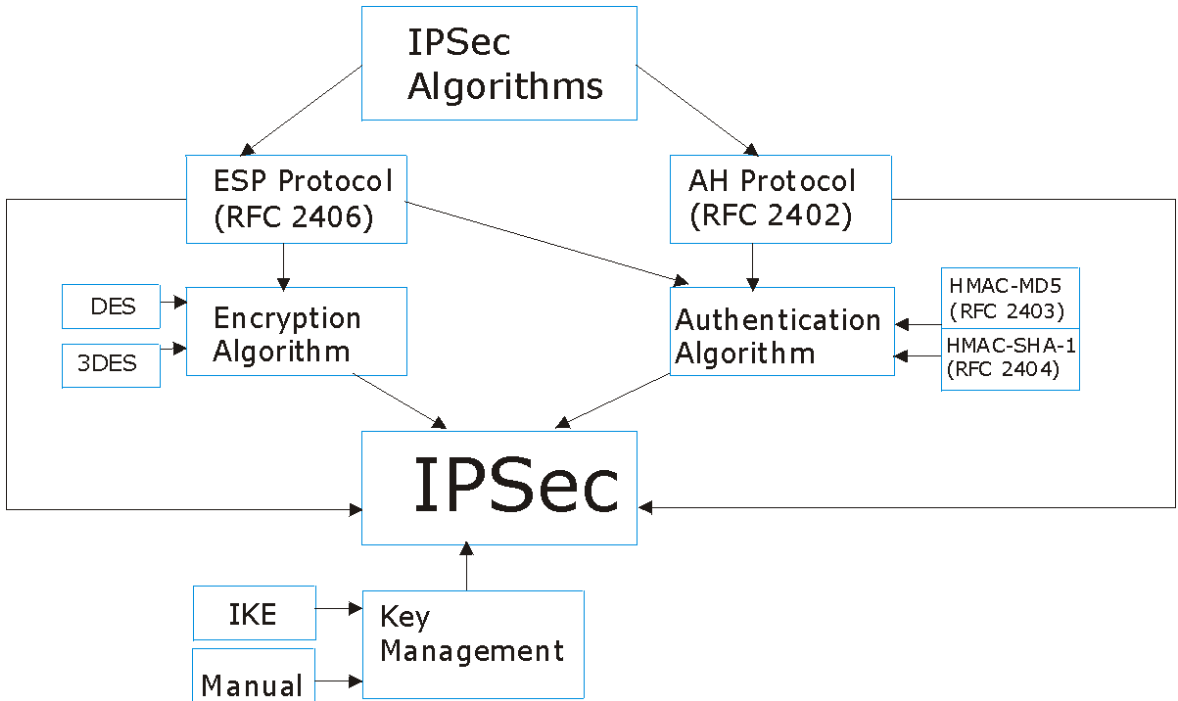 IPSec
Algorithms
ESP Protocol
(RFC 2406)
AH Protocol
(RFC 2402)
DES
3DES
Encryption
Algorithm
Authentication
Algorithm
HMAC-MD5
(RFC 2403)
HMAC-SHA-1
(RFC 2404)
IPSec
IKE
Manual
Key
Management